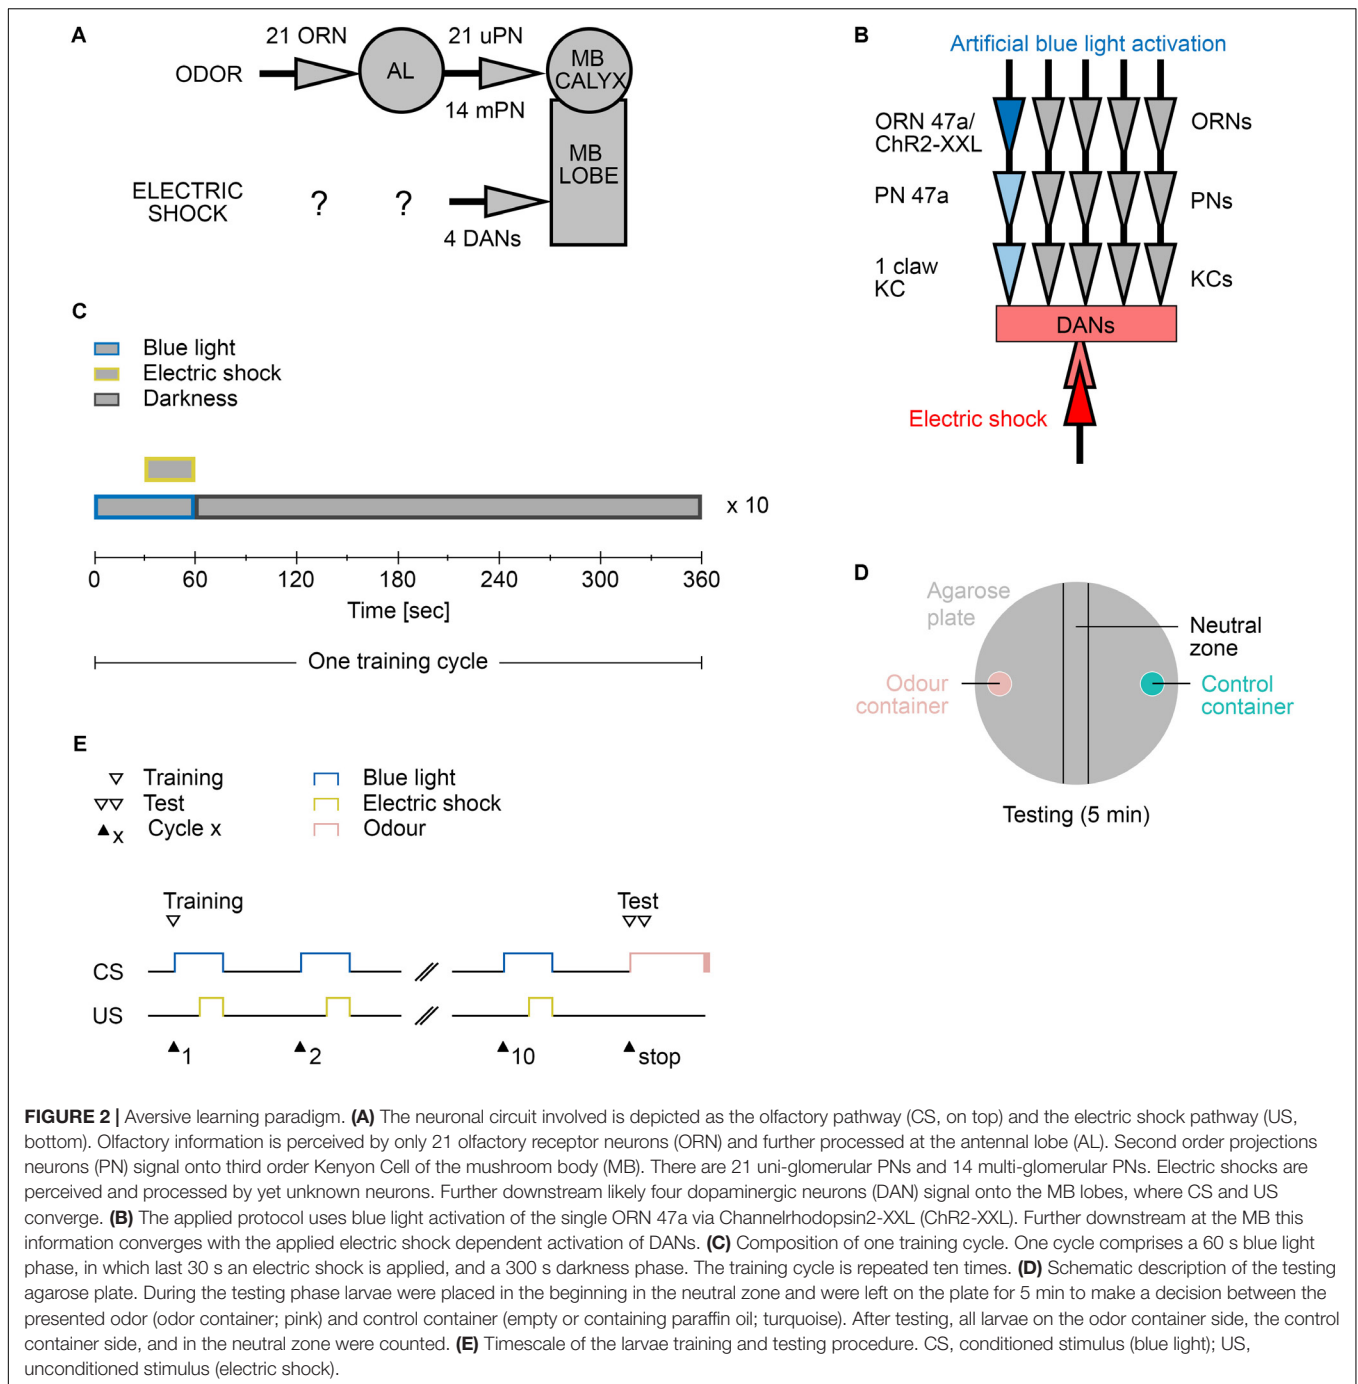 A
21 ORN
21 uPN
ODOR
AL
MB
CALYX
14 mPN
MB
LOBE
ELECTRIC
SHOCK
?
?
4 DANs
B
Artificial blue light activation
ORN 47a/
ChR2-XXL
ORNs
PN 47a
PNs
1 claw
KC
KCs
DANs
Electric shock
C
Blue light
Electric shock
Darkness
x 10
0 60 120 180 240 300 360
Time [sec]
One training cycle
D
Agarose
plate
Neutral
zone
Odour
container
Control
container
Testing (5 min)
E
Training
Test
x Cycle x
Blue light
Electric shock
Odour
Training
Test
CS
US
1
2
10
stop
FIGURE 2 | Aversive learning paradigm. (A) The neuronal circuit involved is depicted as the olfactory pathway (CS, on top) and the electric shock pathway (US,
bottom). Olfactory information is perceived by only 21 olfactory receptor neurons (ORN) and further processed at the antennal lobe (AL). Second order projections
neurons (PN) signal onto third order Kenyon Cell of the mushroom body (MB). There are 21 uni-glomerular PNs and 14 multi-glomerular PNs. Electric shocks are
perceived and processed by yet unknown neurons. Further downstream likely four dopaminergic neurons (DAN) signal onto the MB lobes, where CS and US
converge. (B) The applied protocol uses blue light activation of the single ORN 47a via Channelrhodopsin2-XXL (ChR2-XXL). Further downstream at the MB this
information converges with the applied electric shock dependent activation of DANs. (C) Composition of one training cycle. One cycle comprises a 60 s blue light
phase, in which last 30 s an electric shock is applied, and a 300 s darkness phase. The training cycle is repeated ten times. (D) Schematic description of the testing
agarose plate. During the testing phase larvae were placed in the beginning in the neutral zone and were left on the plate for 5 min to make a decision between the
presented odor (odor container; pink) and control container (empty or containing paraffin oil; turquoise). After testing, all larvae on the odor container side, the control
container side, and in the neutral zone were counted. (E) Timescale of the larvae training and testing procedure. CS, conditioned stimulus (blue light); US,
unconditioned stimulus (electric shock).